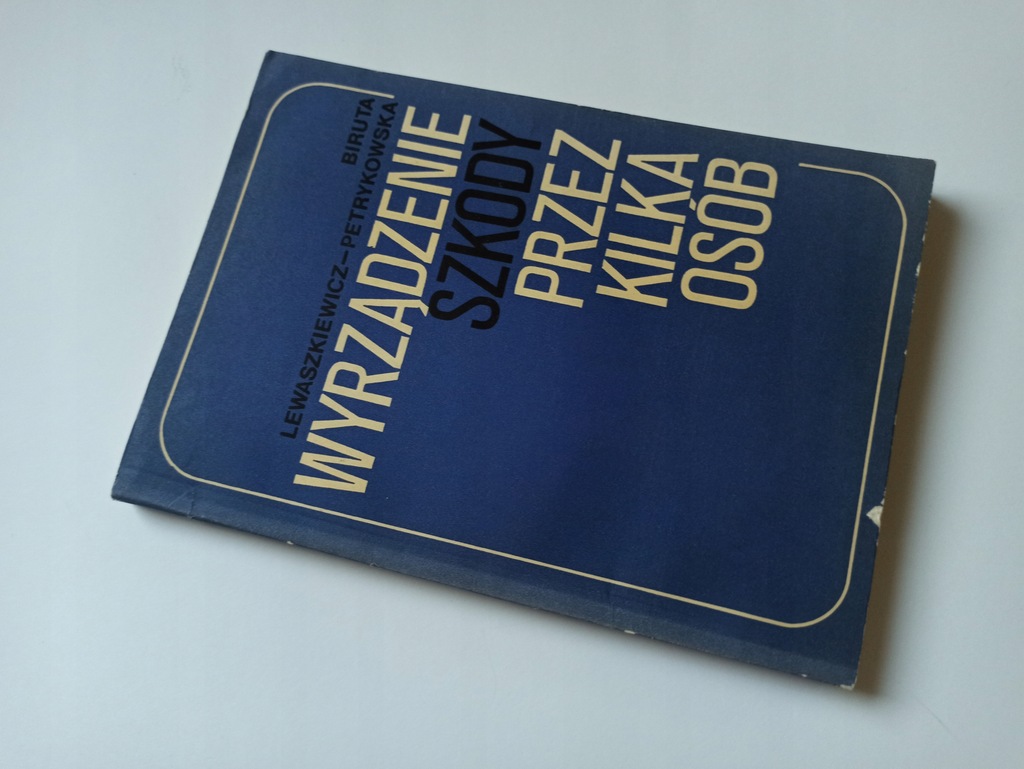 BIRUTA
LEWASZKIEWICZ–PETRYKOWSKA
WYRZĄDZENIE
SZKODY
PRZEZ
KILKA
OSÓB